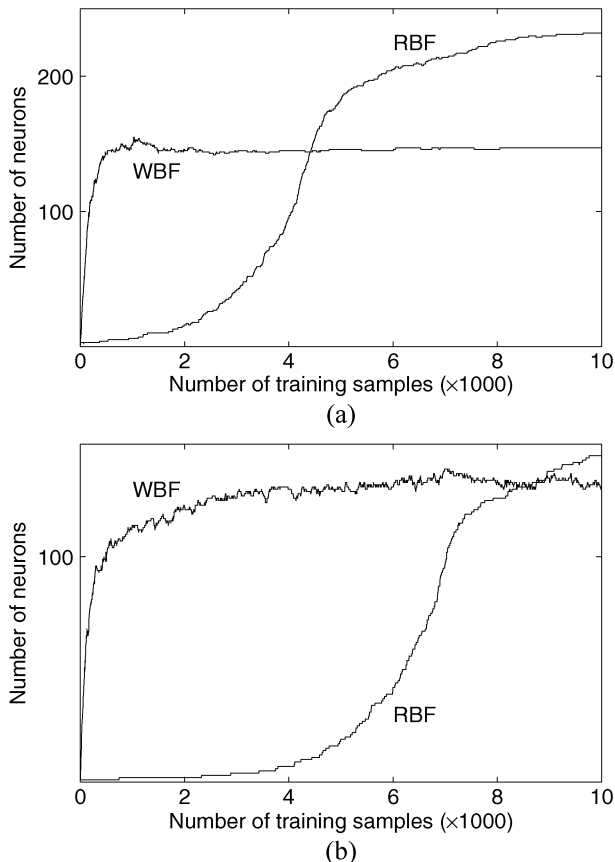 RBF
200
WBF
100
Number of neurons
0 2 4 6 8 10
Number of training samples (×1000)
(a)
WBF
100
Number of neurons
RBF
0 2 4 6 8 10
Number of training samples (×1000)
(b)